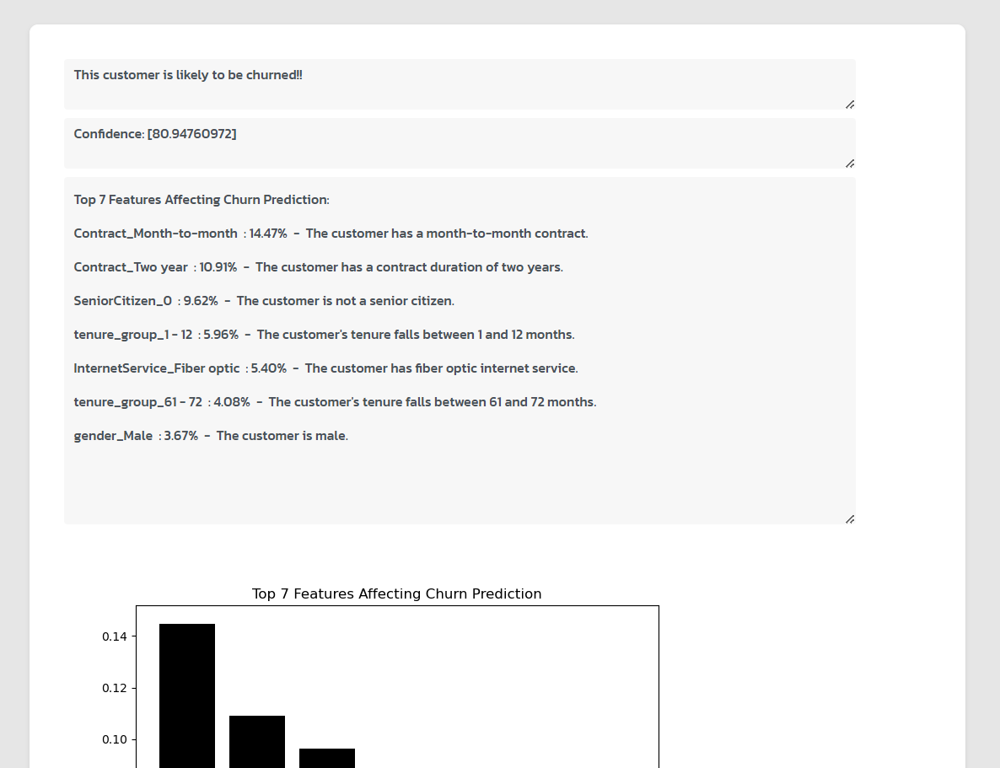 This customer is likely to be churned!!
Confidence: [80.94760972]
Top 7 Features Affecting Churn Prediction:
Contract_Month-to-month : 14.47% - The customer has a month-to-month contract.
Contract_Two year : 10.91% - The customer has a contract duration of two years.
SeniorCitizen_0 : 9.62% - The customer is not a senior citizen.
tenure_group_1 - 12 : 5.96% - The customer's tenure falls between 1 and 12 months.
InternetService_Fiber optic : 5.40% - The customer has fiber optic internet service.
tenure_group_61 - 72 : 4.08% - The customer's tenure falls between 61 and 72 months.
gender_Male : 3.67% - The customer is male.
Top 7 Features Affecting Churn Prediction
0.14
0.12
0.10